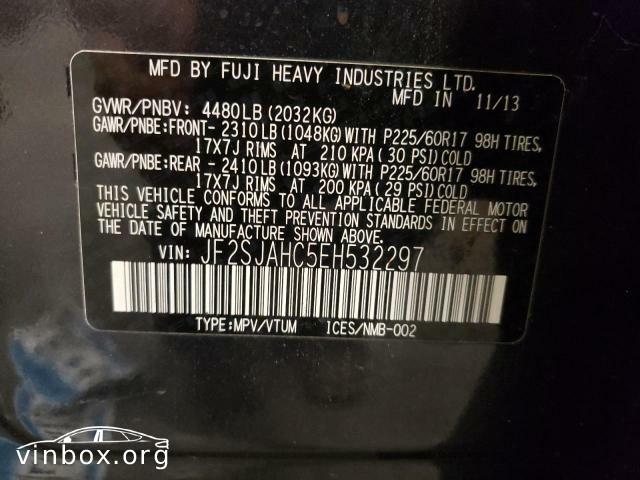 MFD BY FUJI HEAVY INDUSTRIES LTD.
MFD IN 11/13
GVWR/PNBV: 4480LB(2032KG)
GAWR/PNBE:FRONT- 2310LB(1048KG)WITH P225/60R17 98H TIRES,
17X7J RIMS AT 210 KPA(30 PSI)COLD
GAWR/PNBE:REAR - 2410LB(1093KG)WITH P225/60R17 98H TIRES,
17X7J RIMS AT 200 KPA(29 PSI)COLD
THIS VEHICLE CONFORMS TO ALL APPLICABLE FEDERAL MOTOR
VEHICLE SAFETY AND THEFT PREVENTION STANDARDS IN EFFECT ON
THE DATE OF MANUFACTURE SHOWN ABOVE.
VIN: JF2SJAHC5EH532297
TYPE:MPV/VTUM ICES/NMB-002
vinbox.org